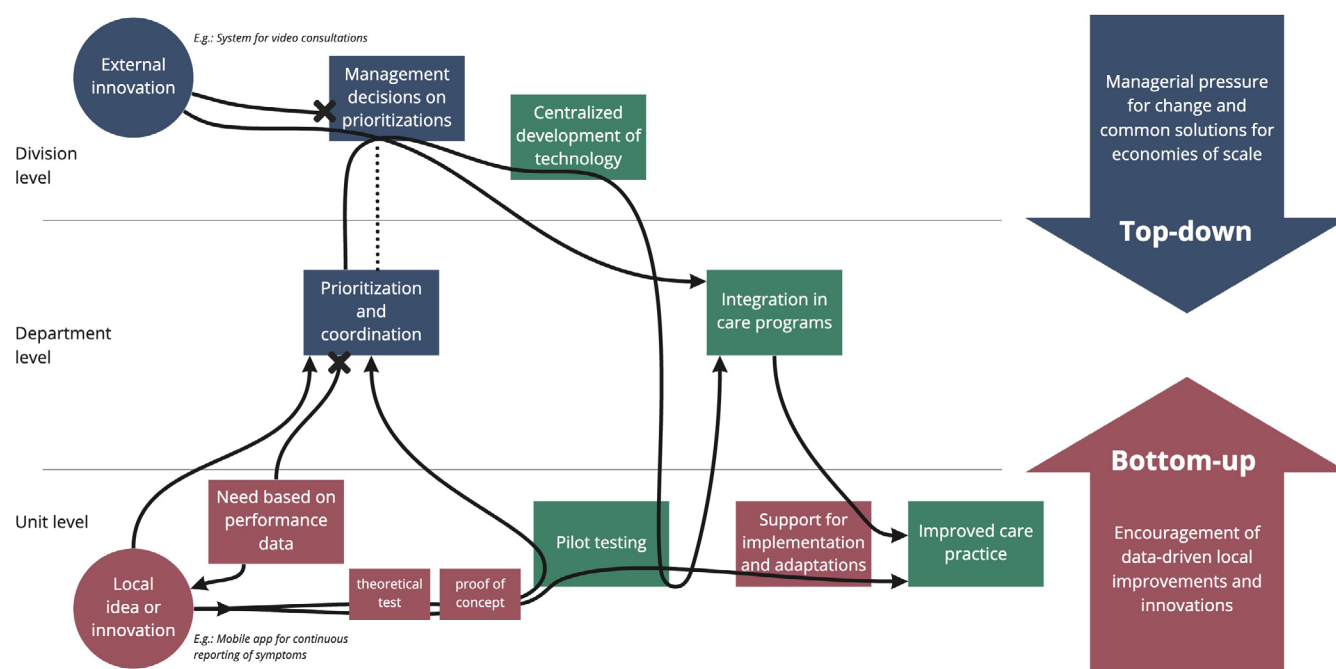 E.g.: System for video consultations
External
innovation
Management
decisions on
prioritizations
Centralized
development of
technology
Managerial pressure
for change and
common solutions for
economies of scale
Top-down
Division
level
Department
level
Prioritization
and
coordination
Integration in
care programs
Bottom-up
Encouragement of
data-driven local
improvements and
innovations
Unit level
Need based on
performance
data
Pilot testing
Support for
implementation
and adaptations
Improved care
practice
Local
idea or
innovation
theoretical
test
proof of
concept
E.g.: Mobile app for continuous
reporting of symptoms